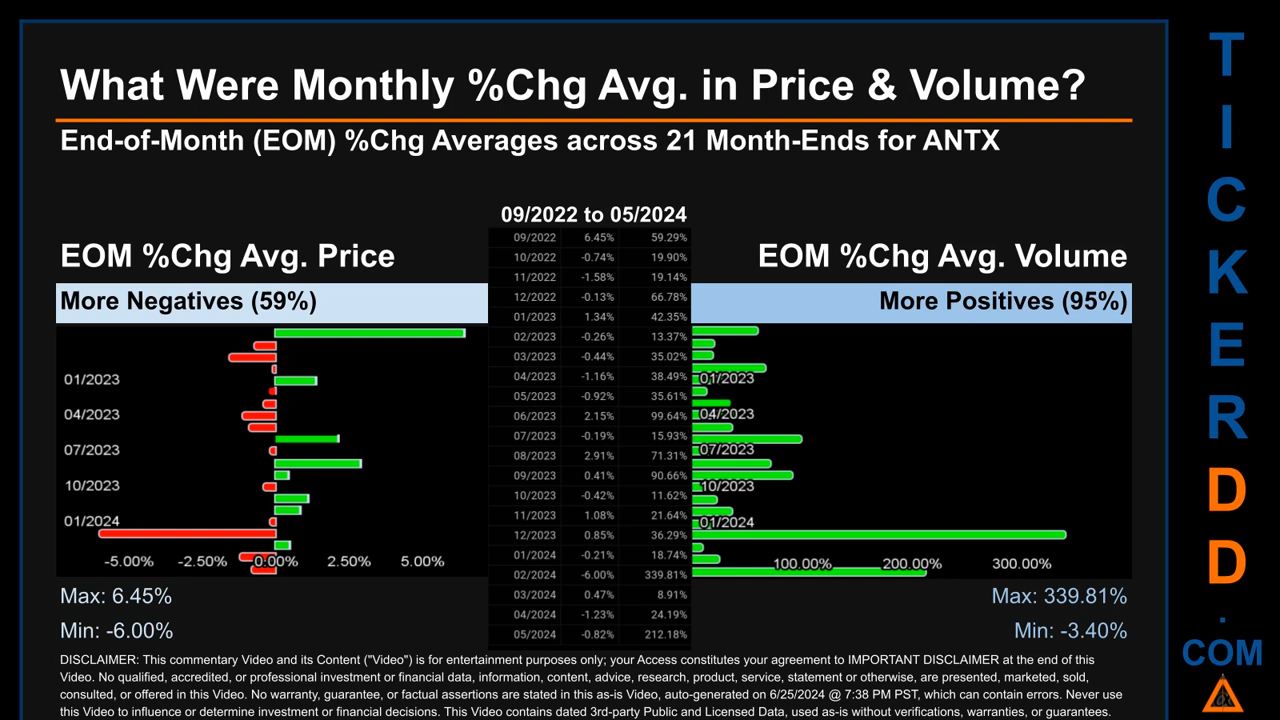 What Were Monthly %Chg Avg. in Price & Volume?
End-of-Month (EOM) %Chg Averages across 21 Month-Ends for ANTX
09/2022 to 05/2024
EOM %Chg Avg. Price
More Negatives (59%)
01/2023
04/2023
07/2023
10/2023
01/2024
-5.00% -2.50% 0.00% 2.50% 5.00%
Max: 6.45%
Min: -6.00%
09/2022 6.45% 59.29%
10/2022 -0.74% 19.90%
11/2022 -1.58% 19.14%
12/2022 -0.13% 66.78%
01/2023 1.34% 42.35%
02/2023 -0.26% 13.37%
03/2023 -0.44% 35.02%
04/2023 -1.16% 38.49%
05/2023 -0.92% 35.61%
06/2023 2.15% 99.64%
07/2023 -0.19% 15.93%
08/2023 2.91% 71.31%
09/2023 0.41% 90.66%
10/2023 -0.42% 11.62%
11/2023 1.08% 21.64%
12/2023 0.85% 36.29%
01/2024 -0.21% 18.74%
02/2024 -6.00% 339.81%
03/2024 0.47% 8.91%
04/2024 -1.23% 24.19%
05/2024 -0.82% 212.18%
EOM %Chg Avg. Volume
More Positives (95%)
01/2023
04/2023
07/2023
10/2023
01/2024
100.00% 200.00% 300.00%
Max: 339.81%
Min: -3.40%
DISCLAIMER: This commentary Video and its Content ("Video") is for entertainment purposes only; your Access constitutes your agreement to IMPORTANT DISCLAIMER at the end of this
Video. No qualified, accredited, or professional investment or financial data, information, content, advice, research, product, service, statement or otherwise, are presented, marketed, sold,
consulted, or offered in this Video. No warranty, guarantee, or factual assertions are stated in this as-is Video, auto-generated on 6/25/2024 @ 7:38 PM PST, which can contain errors. Never use
this Video to influence or determine investment or financial decisions. This Video contains dated 3rd-party Public and Licensed Data, used as-is without verifications, warranties, or guarantees.
T
I
C
K
E
R
D
D
.
COM